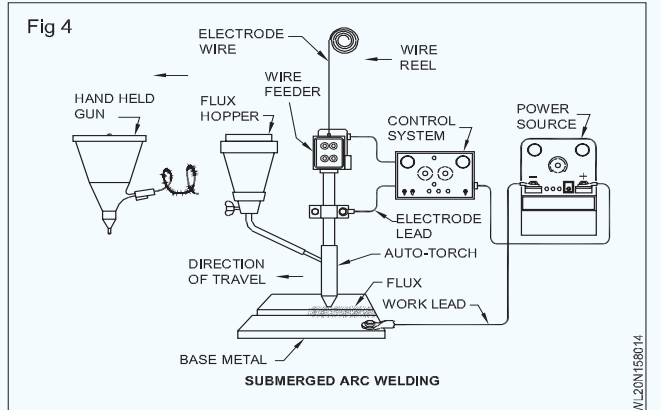 Fig 4
ELECTRODE
WIRE
WIRE
REEL
WIRE
FEEDER
HAND HELD
GUN
FLUX
HOPPER
CONTROL
SYSTEM
POWER
SOURCE
– +
ELECTRODE
LEAD
AUTO-TORCH
DIRECTION
OF TRAVEL
FLUX
WORK LEAD
BASE METAL
SUBMERGED ARC WELDING
WL20N158014